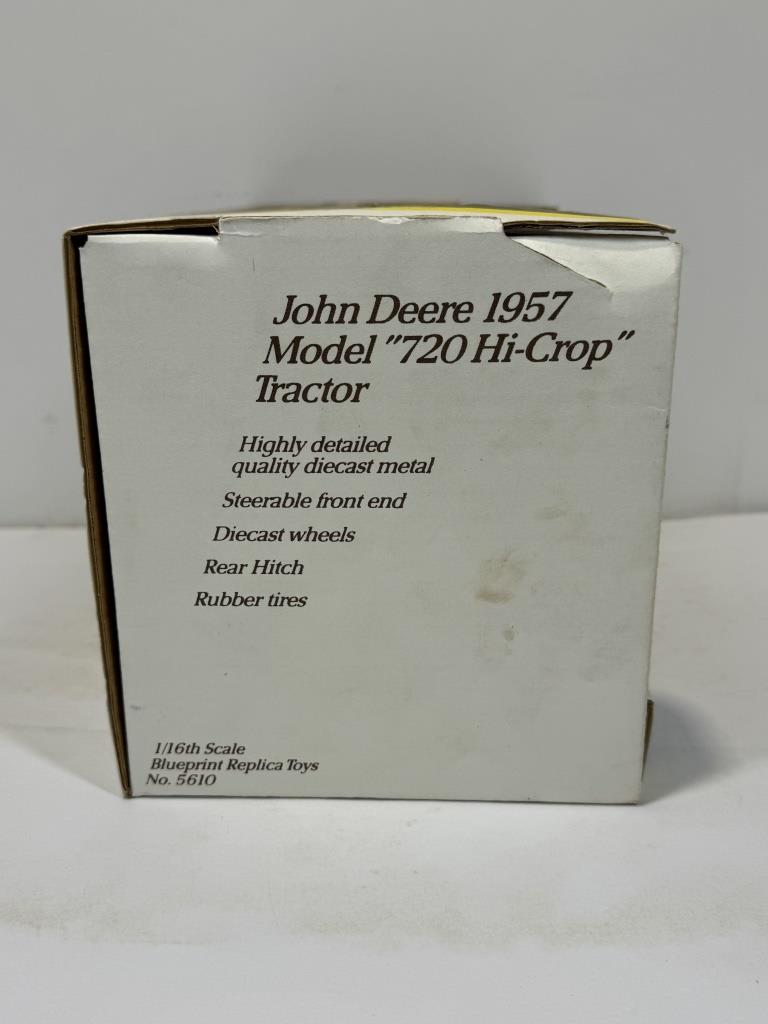 John Deere 1957
Model "720 Hi-Crop"
Tractor
Highly detailed
quality diecast metal
Steerable front end
Diecast wheels
Rear Hitch
Rubber tires
1/16th Scale
Blueprint Replica Toys
No. 5610